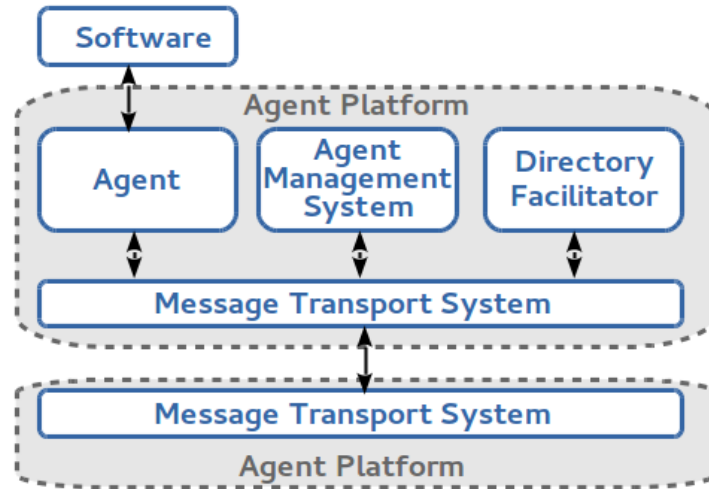 Software
Agent Platform
Agent
Agent
Management
System
Directory
Facilitator
Message Transport System
Message Transport System
Agent Platform